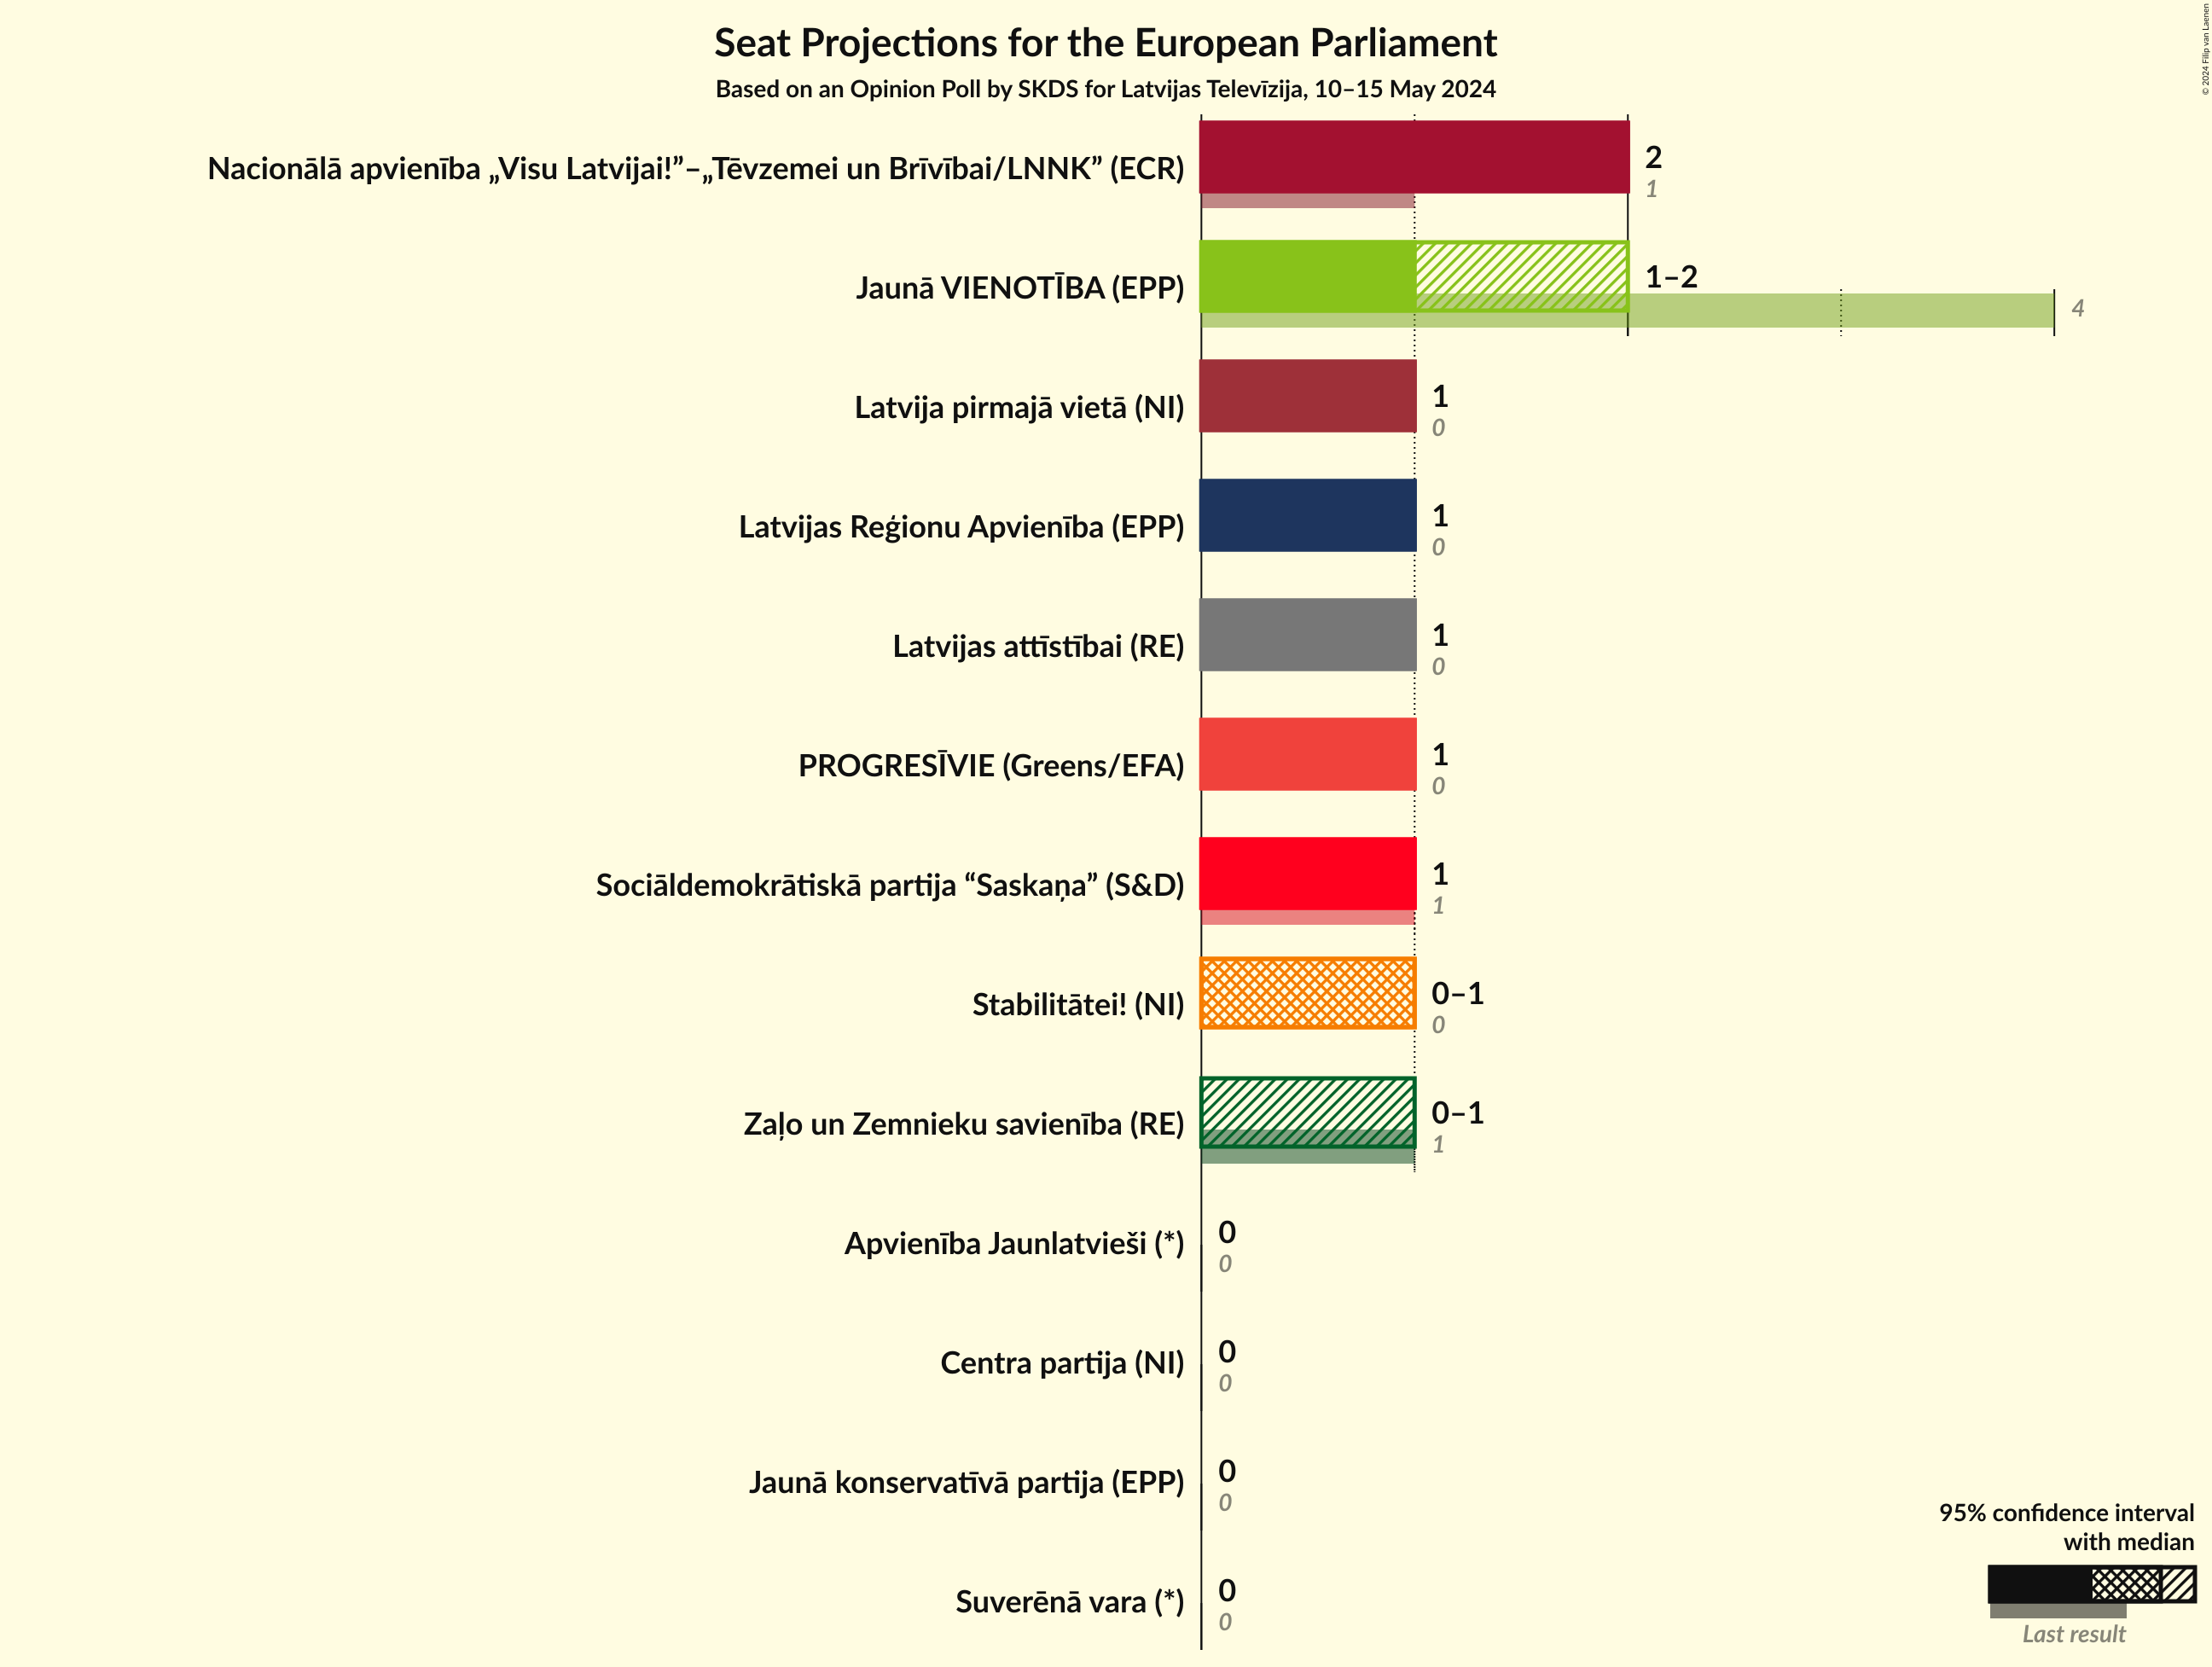 Seat Projections for the European Parliament
Based on an Opinion Poll by SKDS for Latvijas Televīzija, 10–15 May 2024
© 2024 Filip van Laenen
Nacionālā apvienība „Visu Latvijai!”–„Tēvzemei un Brīvībai/LNNK” (ECR)
2
1
Jaunā VIENOTĪBA (EPP)
1–2
4
Latvija pirmajā vietā (NI)
1
0
Latvijas Reģionu Apvienība (EPP)
1
0
Latvijas attīstībai (RE)
1
0
PROGRESĪVIE (Greens/EFA)
1
0
Sociāldemokrātiskā partija “Saskaņa” (S&D)
1
1
Stabilitātei! (NI)
0–1
0
Zaļo un Zemnieku savienība (RE)
0–1
1
Apvienība Jaunlatvieši (*)
0
0
Centra partija (NI)
0
0
Jaunā konservatīvā partija (EPP)
0
0
Suverēnā vara (*)
0
0
95% confidence interval
with median
Last result